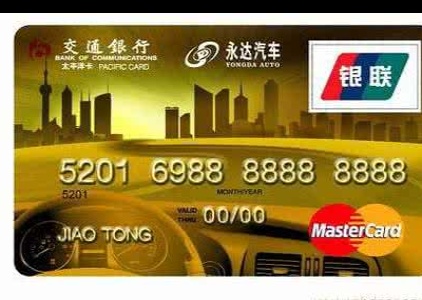 交通銀行
BANK OF COMMUNICATIONS
太平洋卡 PACIFIC CARD
永达汽车
YONGDA AUTO
银联
5201 6988 8888 8888
5201
MONTH/YEAR
VALID THRU 00/00
JIAO TONG
MasterCard